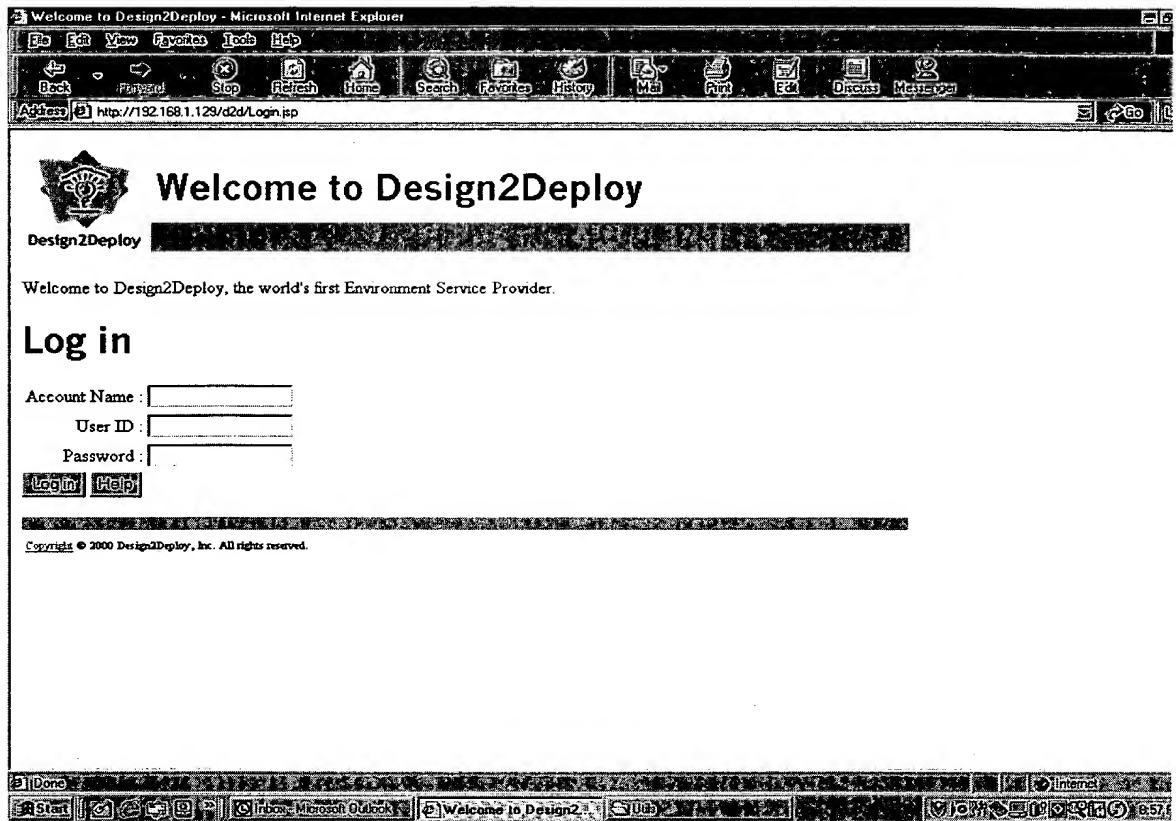 Welcome to Design2Deploy - Microsoft Internet Explorer
File Edit View Favorites Tools Help
Back Forward Stop Refresh Home Search Favorites History Mail Print Edit Discuss Messenger
Address http://192.168.1.129/d2d/Login.jsp Go
Welcome to Design2Deploy
Design2Deploy
Welcome to Design2Deploy, the world's first Environment Service Provider.
Log in
Account Name :
User ID :
Password :
Log in Help
Copyright © 2000 Design2Deploy, Inc. All rights reserved.
Done Internet
Start Inbox - Microsoft Outlook Welcome to Design2... 8:57